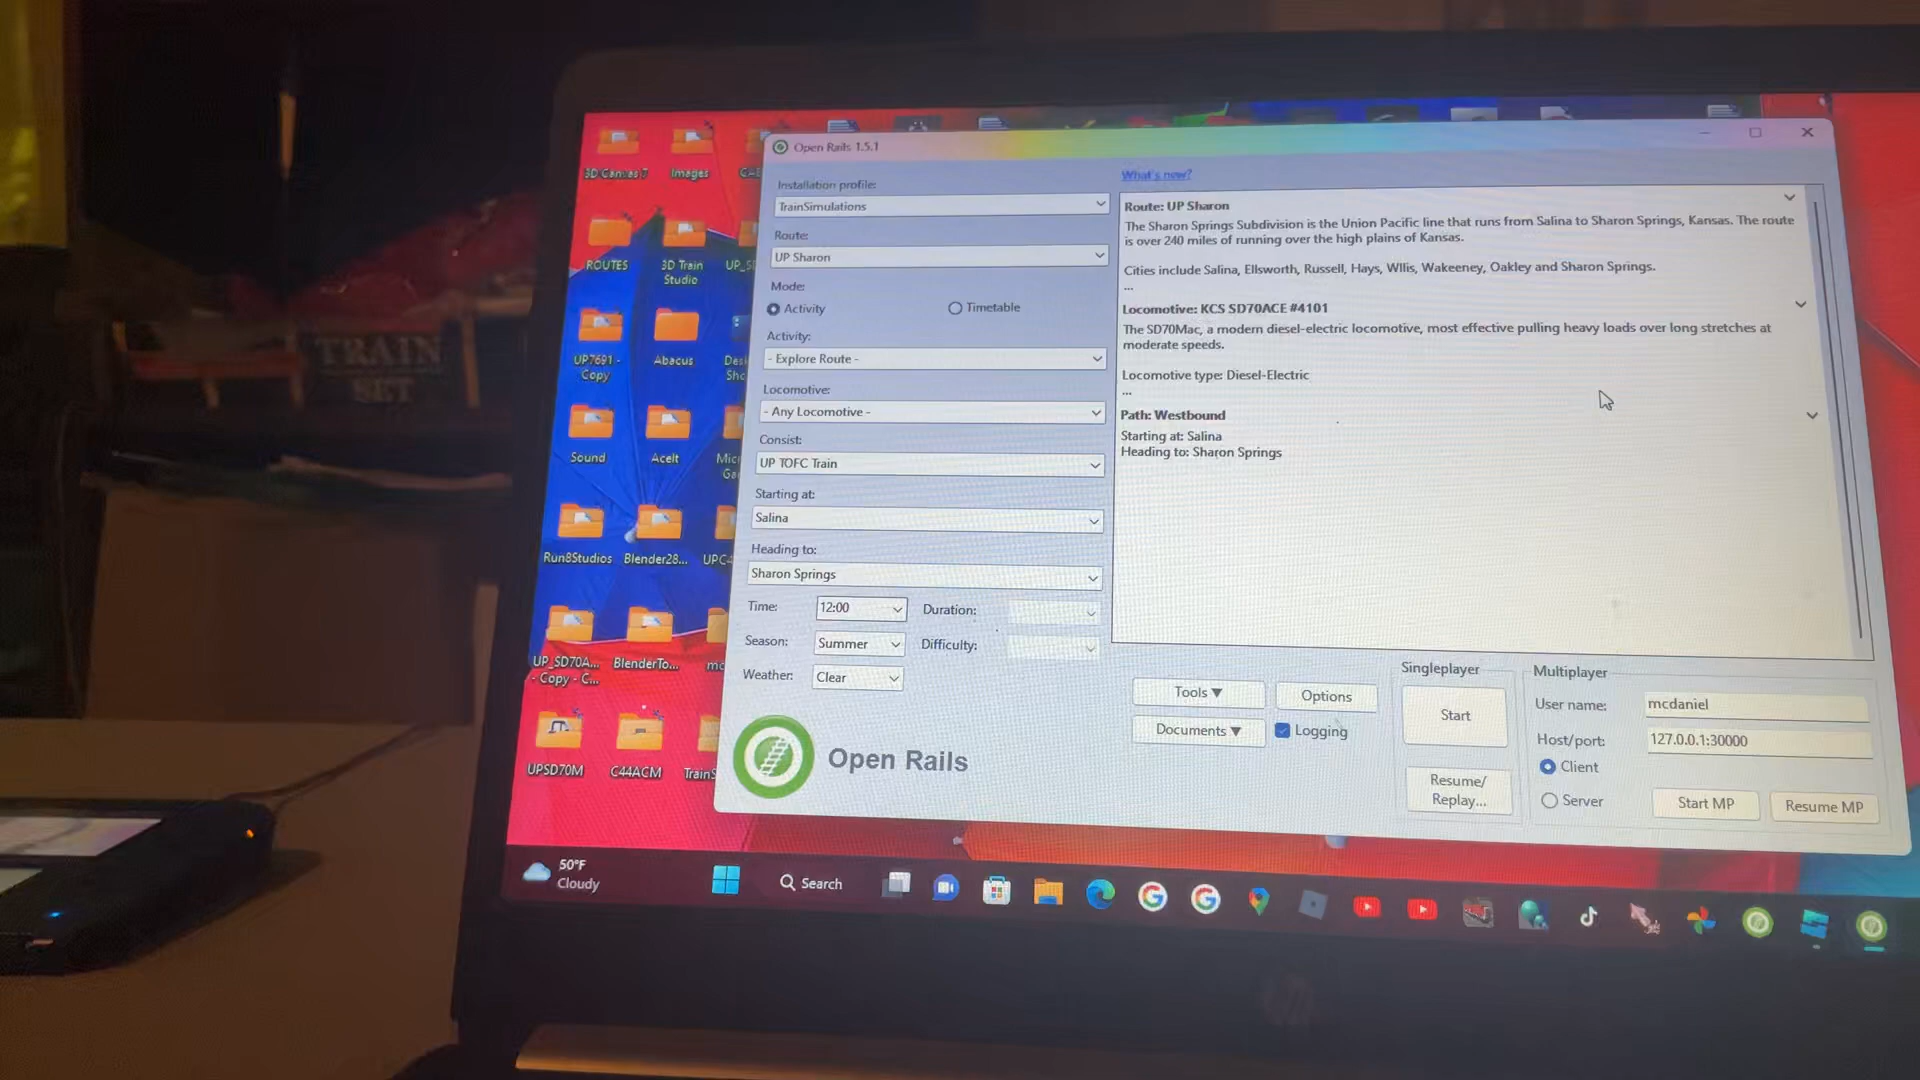 3D Canvas 7
Images
ROUTES
3D Train
Studio
UP7691 -
Copy
Abacus
Sound
AceIt
Run8Studios
Blender28...
UP_SD70A...
- Copy - C...
BlenderTo...
UPSD70M
C44ACM
TRAIN
SET
Open Rails 1.5.1
Installation profile:
TrainSimulations
Route:
UP Sharon
Mode:
Activity
Timetable
Activity:
- Explore Route -
Locomotive:
- Any Locomotive -
Consist:
UP TOFC Train
Starting at:
Salina
Heading to:
Sharon Springs
Time:
12:00
Duration:
Season:
Summer
Difficulty:
Weather:
Clear
Open Rails
What's new?
Route: UP Sharon
The Sharon Springs Subdivision is the Union Pacific line that runs from Salina to Sharon Springs, Kansas. The route
is over 240 miles of running over the high plains of Kansas.
Cities include Salina, Ellsworth, Russell, Hays, WIlis, Wakeeney, Oakley and Sharon Springs.
...
Locomotive: KCS SD70ACE #4101
The SD70Mac, a modern diesel-electric locomotive, most effective pulling heavy loads over long stretches at
moderate speeds.
Locomotive type: Diesel-Electric
...
Path: Westbound
Starting at: Salina
Heading to: Sharon Springs
Tools ▼
Options
Documents ▼
Logging
Singleplayer
Start
Resume/
Replay...
Multiplayer
User name:
mcdaniel
Host/port:
127.0.0.1:30000
Client
Server
Start MP
Resume MP
50°F
Cloudy
Search